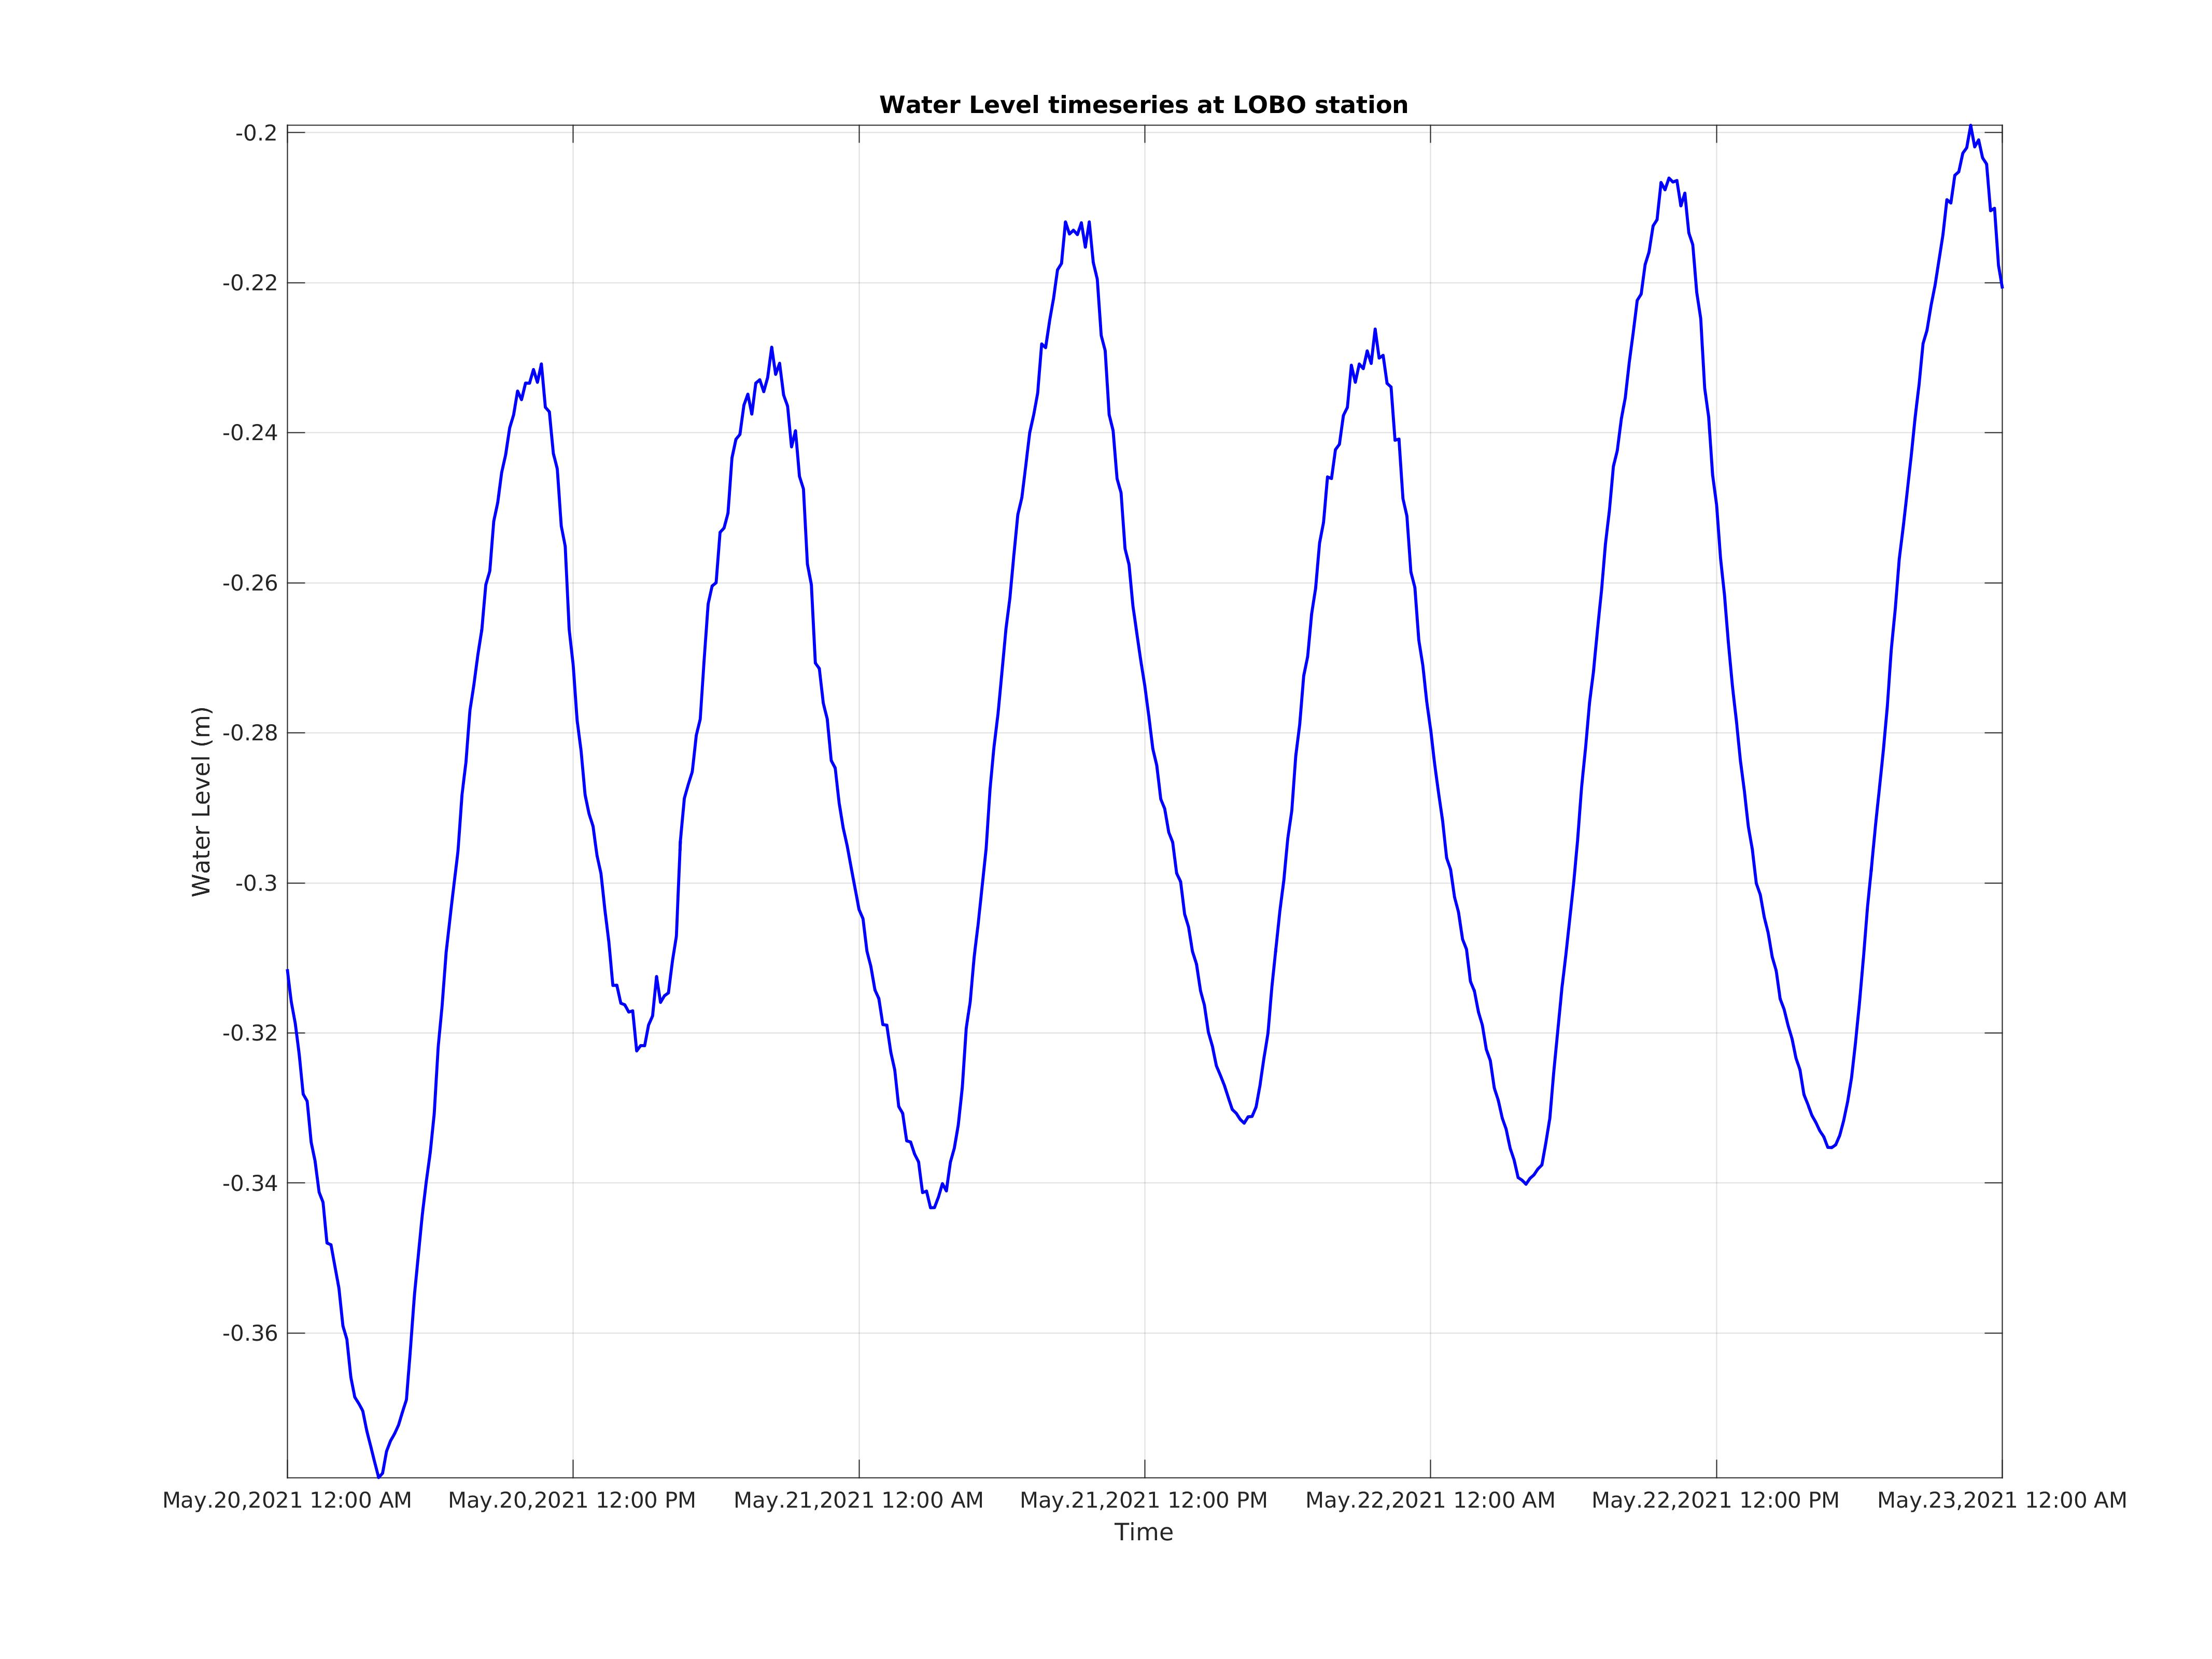 Water Level timeseries at LOBO station
-0.2
-0.22
-0.24
-0.26
-0.28
-0.3
-0.32
-0.34
-0.36
Water Level (m)
May.20,2021 12:00 AM
May.20,2021 12:00 PM
May.21,2021 12:00 AM
May.21,2021 12:00 PM
May.22,2021 12:00 AM
May.22,2021 12:00 PM
May.23,2021 12:00 AM
Time